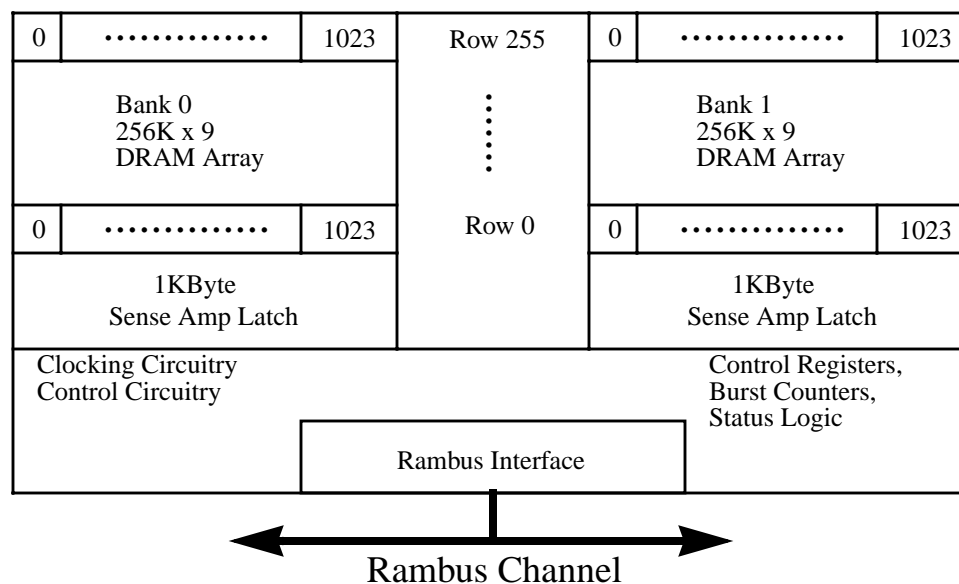 0 •••••••••••••• 1023 Row 255 0 •••••••••••••• 1023
Bank 0
256K x 9
DRAM Array
Bank 1
256K x 9
DRAM Array
0 •••••••••••••• 1023 Row 0 0 •••••••••••••• 1023
1KByte
Sense Amp Latch
1KByte
Sense Amp Latch
Clocking Circuitry
Control Circuitry
Control Registers,
Burst Counters,
Status Logic
Rambus Interface
Rambus Channel